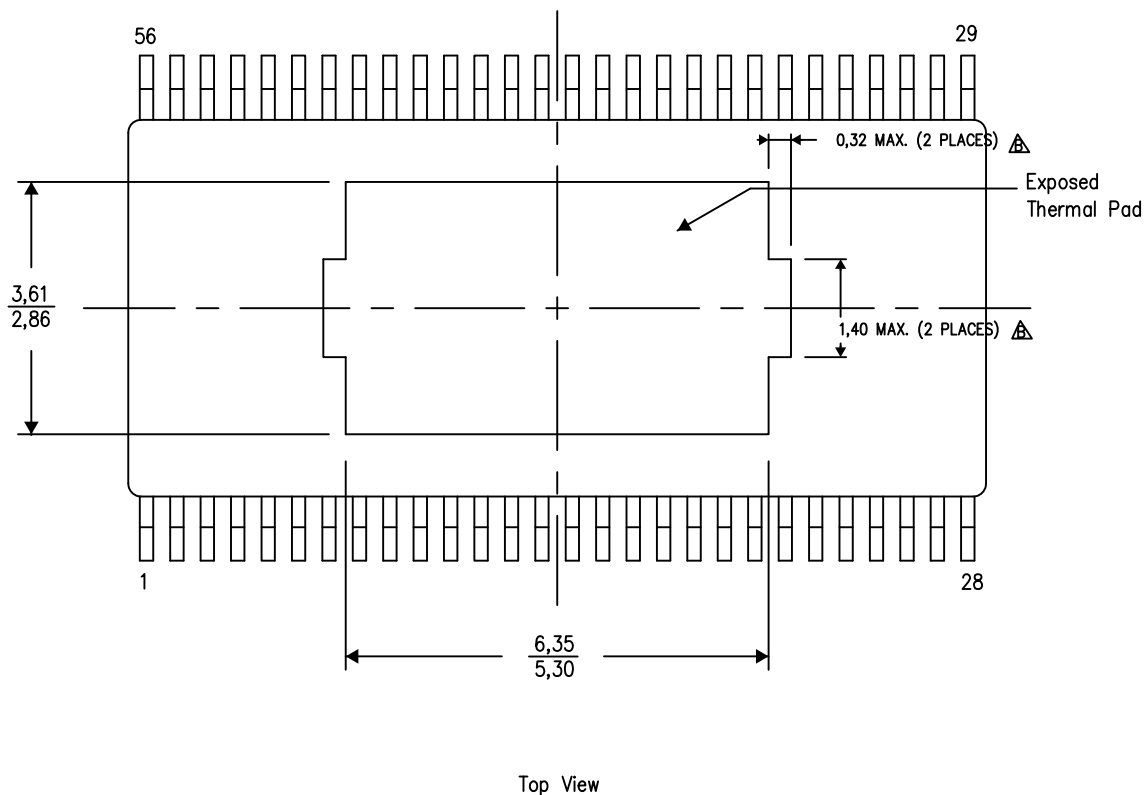 56
29
0,32 MAX. (2 PLACES) B
Exposed
Thermal Pad
3,61
2,86
1,40 MAX. (2 PLACES) B
1
28
6,35
5,30
Top View